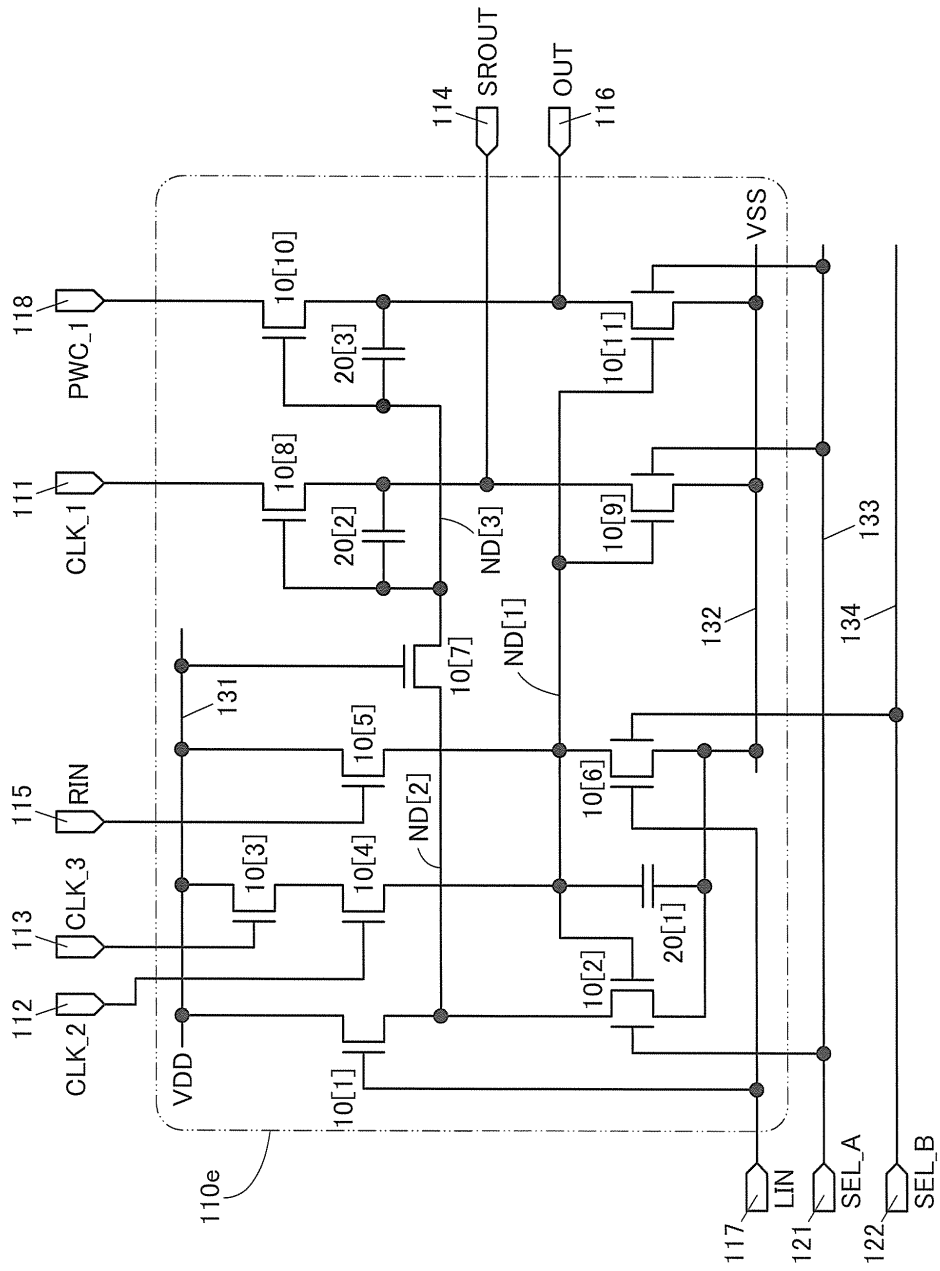 118
PWC_1
111
CLK_1
115
RIN
113
CLK_3
112
CLK_2
VDD
131
114
SROUT
116
OUT
10[10]
20[3]
10[8]
20[2]
ND[3]
10[7]
10[5]
10[3]
10[4]
ND[2]
10[1]
ND[1]
10[11]
10[9]
10[6]
20[1]
10[2]
VSS
132
133
134
110e
117
LIN
121
SEL_A
122
SEL_B